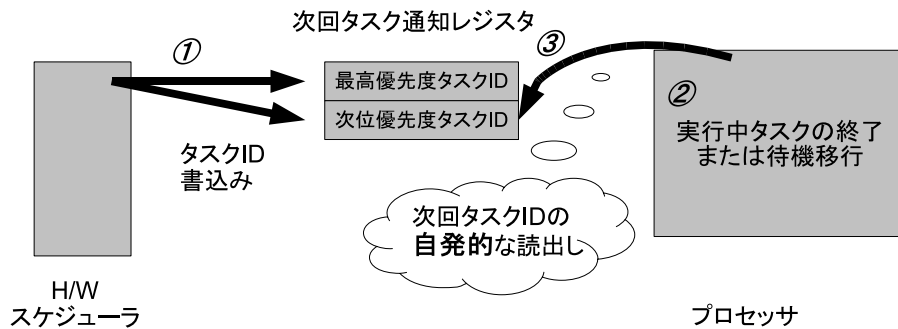 次回タスク通知レジスタ
①
③
最高優先度タスクID
次位優先度タスクID
②
実行中タスクの終了
または待機移行
タスクID
書込み
次回タスクIDの
自発的な読出し
H/W
スケジューラ
プロセッサ